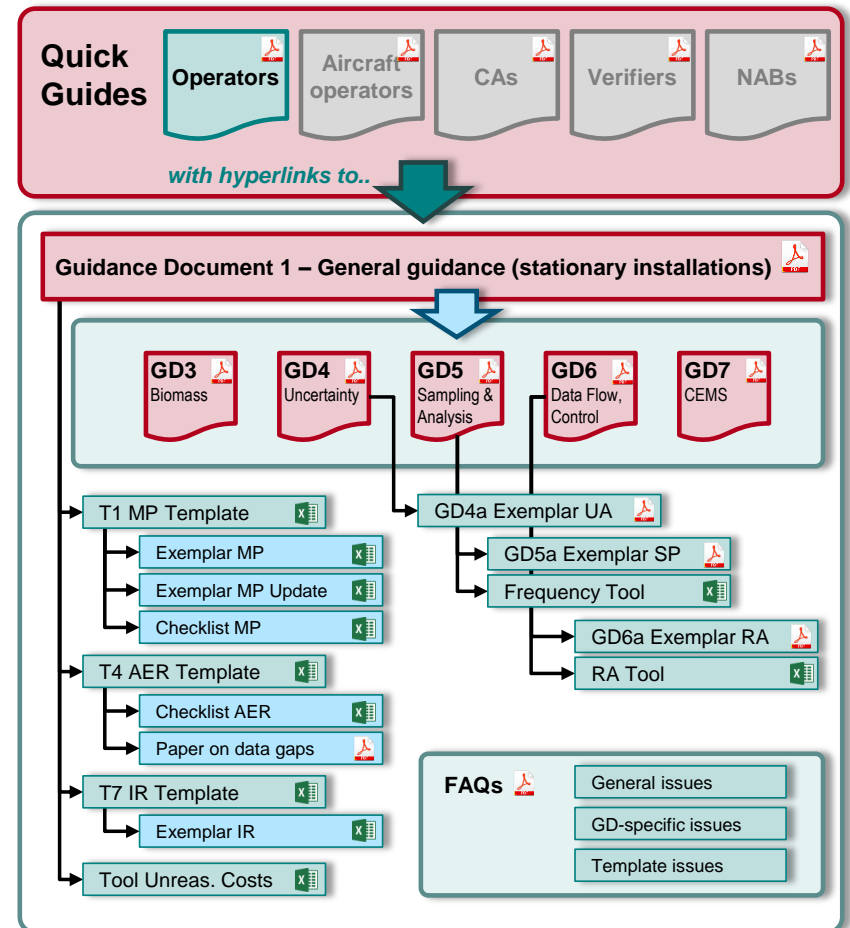 Quick
Guides
Operators
Aircraft
operators
CAs
Verifiers
NABs
with hyperlinks to..
Guidance Document 1 – General guidance (stationary installations)
GD3
Biomass
GD4
Uncertainty
GD5
Sampling &
Analysis
GD6
Data Flow,
Control
GD7
CEMS
T1 MP Template
Exemplar MP
Exemplar MP Update
Checklist MP
T4 AER Template
Checklist AER
Paper on data gaps
T7 IR Template
Exemplar IR
Tool Unreas. Costs
GD4a Exemplar UA
GD5a Exemplar SP
Frequency Tool
GD6a Exemplar RA
RA Tool
FAQs
General issues
GD-specific issues
Template issues